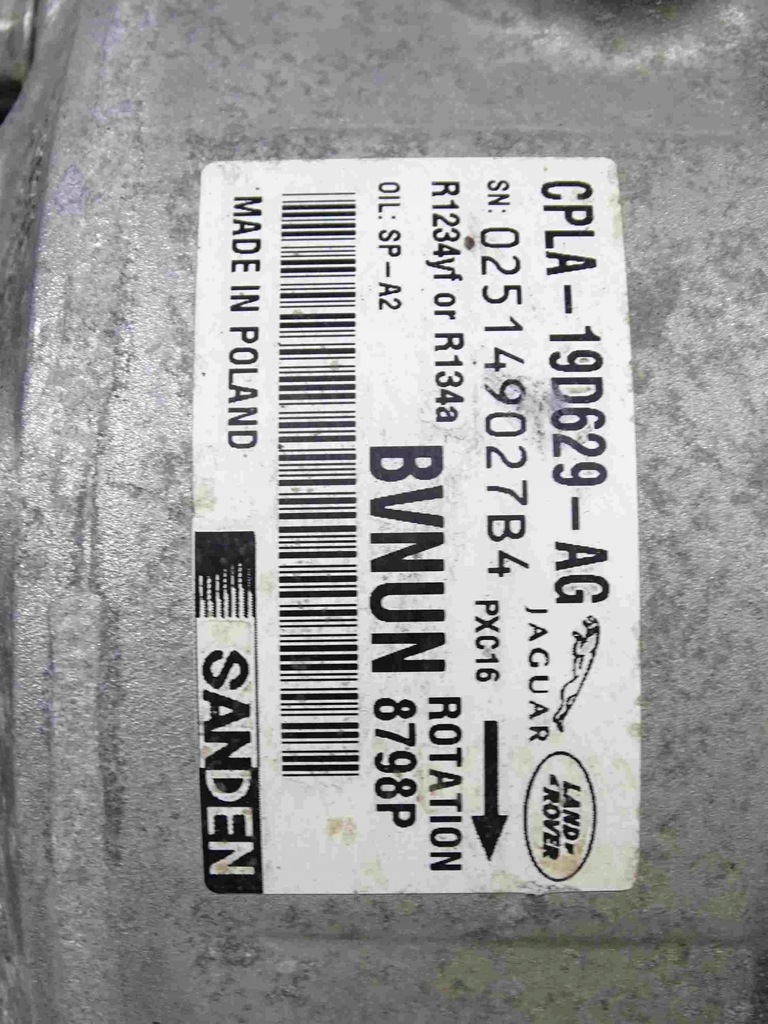 CPLA-19D629-AG
JAGUAR
LAND ROVER
SN: 025149027B4 PXC16
R1234yf or R134a
ROTATION
OIL: SP-A2
BVNUN 8798P
MADE IN POLAND
SANDEN